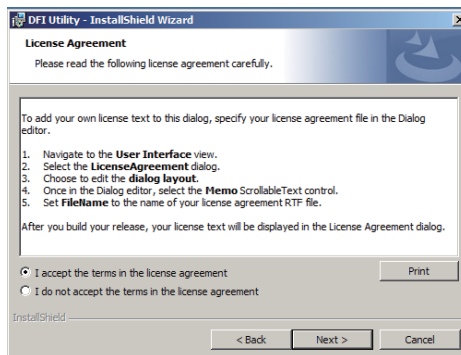 DFI Utility - InstallShield Wizard
License Agreement
Please read the following license agreement carefully.
To add your own license text to this dialog, specify your license agreement file in the Dialog
editor.
1. Navigate to the User Interface view.
2. Select the LicenseAgreement dialog.
3. Choose to edit the dialog layout.
4. Once in the Dialog editor, select the Memo ScrollableText control.
5. Set FileName to the name of your license agreement RTF file.
After you build your release, your license text will be displayed in the License Agreement dialog.
I accept the terms in the license agreement
Print
I do not accept the terms in the license agreement
InstallShield
< Back
Next >
Cancel